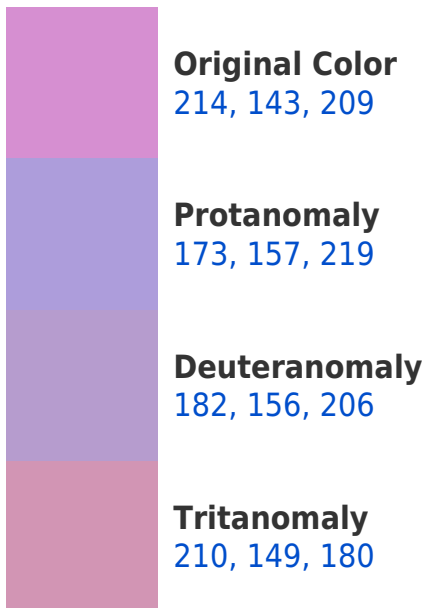 Original Color
214, 143, 209
Protanomaly
173, 157, 219
Deuteranomaly
182, 156, 206
Tritanomaly
210, 149, 180